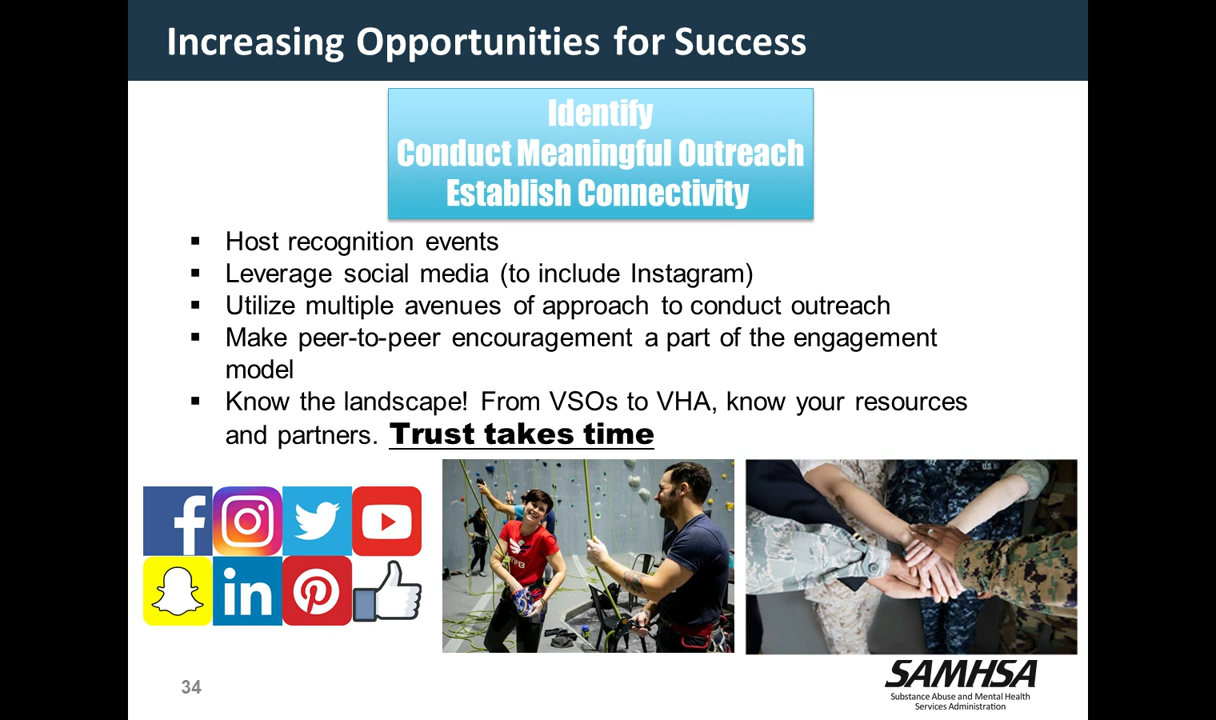 Increasing Opportunities for Success
Identify
Conduct Meaningful Outreach
Establish Connectivity
▪ Host recognition events
▪ Leverage social media (to include Instagram)
▪ Utilize multiple avenues of approach to conduct outreach
▪ Make peer-to-peer encouragement a part of the engagement
model
▪ Know the landscape! From VSOs to VHA, know your resources
and partners. Trust takes time
f
in
34
SAMHSA
Substance Abuse and Mental Health
Services Administration